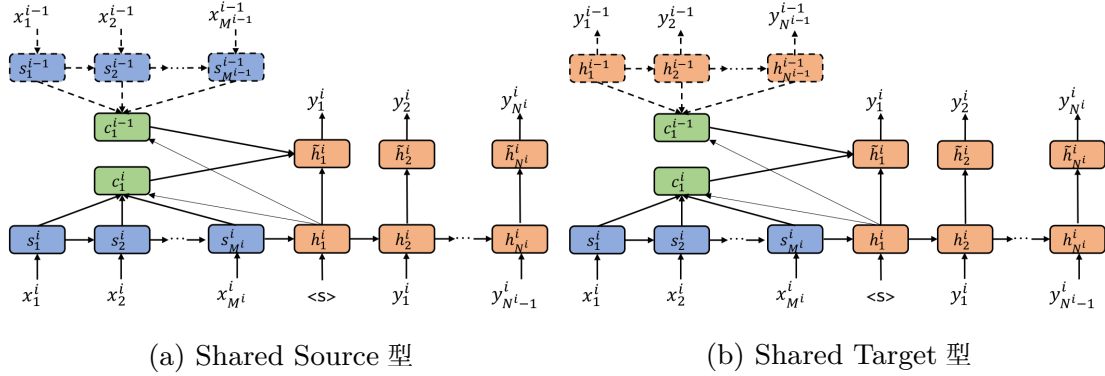 x_1^{i-1} x_2^{i-1} x_{M^{i-1}}^{i-1}
s_1^{i-1} s_2^{i-1} ··· s_{M^{i-1}}^{i-1}
c_1^{i-1} y_1^i y_2^i y_{N^i}^i
h̃_1^i h̃_2^i h̃_{N^i}^i
c_1^i
s_1^i s_2^i ··· s_{M^i}^i h_1^i h_2^i ··· h_{N^i}^i
x_1^i x_2^i x_{M^i}^i <s> y_1^i y_{N^i-1}^i
(a) Shared Source 型
y_1^{i-1} y_2^{i-1} y_{N^{i-1}}^{i-1}
h_1^{i-1} h_2^{i-1} ··· h_{N^{i-1}}^{i-1}
c_1^{i-1} y_1^i y_2^i y_{N^i}^i
h̃_1^i h̃_2^i h̃_{N^i}^i
c_1^i
s_1^i s_2^i ··· s_{M^i}^i h_1^i h_2^i ··· h_{N^i}^i
x_1^i x_2^i x_{M^i}^i <s> y_1^i y_{N^i-1}^i
(b) Shared Target 型